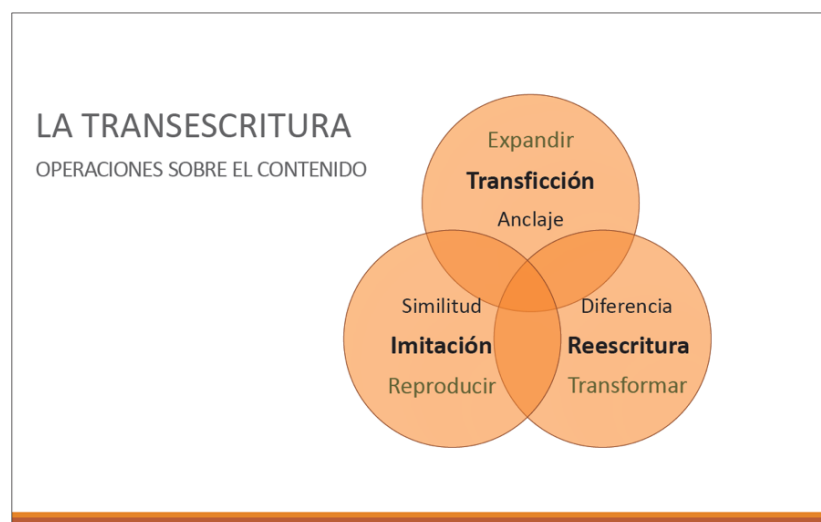 LA TRANSESCRITURA
OPERACIONES SOBRE EL CONTENIDO
Expandir
Transficción
Anclaje
Similitud
Imitación
Reproducir
Diferencia
Reescritura
Transformar